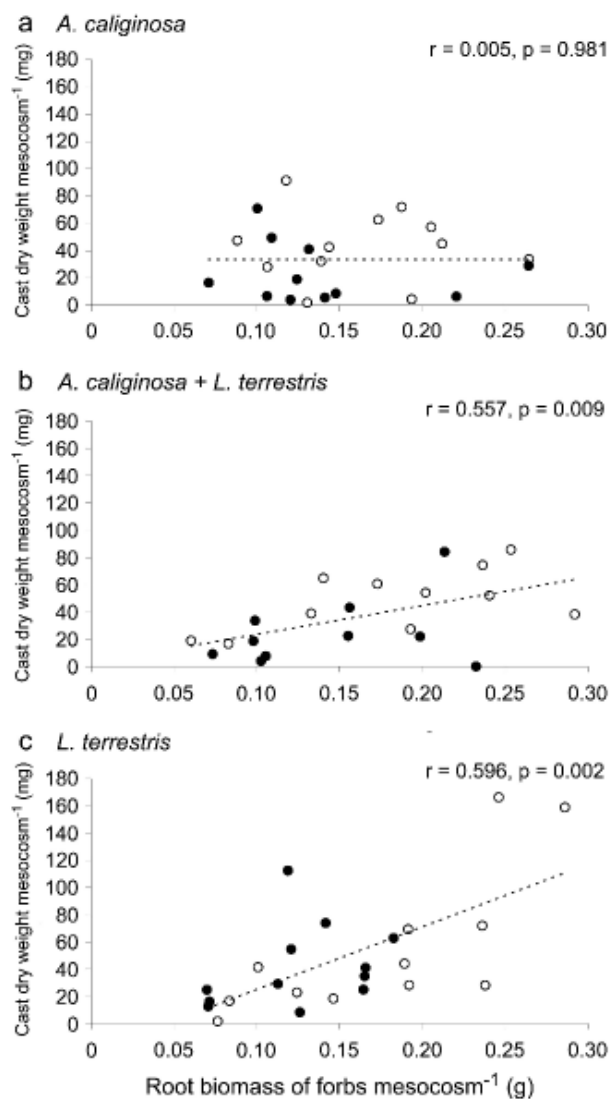 a A. caliginosa
r = 0.005, p = 0.981
Cast dry weight mesocosm⁻¹ (mg)
180
160
140
120
100
80
60
40
20
0
0 0.05 0.10 0.15 0.20 0.25 0.30
b A. caliginosa + L. terrestris
r = 0.557, p = 0.009
Cast dry weight mesocosm⁻¹ (mg)
180
160
140
120
100
80
60
40
20
0
0 0.05 0.10 0.15 0.20 0.25 0.30
c L. terrestris
r = 0.596, p = 0.002
Cast dry weight mesocosm⁻¹ (mg)
180
160
140
120
100
80
60
40
20
0
0 0.05 0.10 0.15 0.20 0.25 0.30
Root biomass of forbs mesocosm⁻¹ (g)